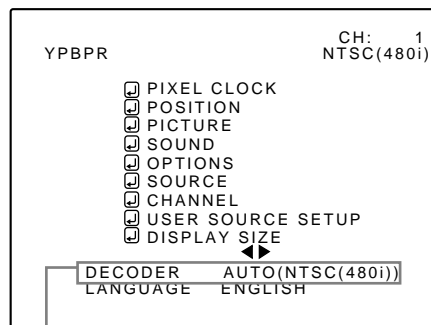 CH: 1
YPBPR NTSC(480i)
PIXEL CLOCK
POSITION
PICTURE
SOUND
OPTIONS
SOURCE
CHANNEL
USER SOURCE SETUP
DISPLAY SIZE
DECODER AUTO(NTSC(480i))
LANGUAGE ENGLISH